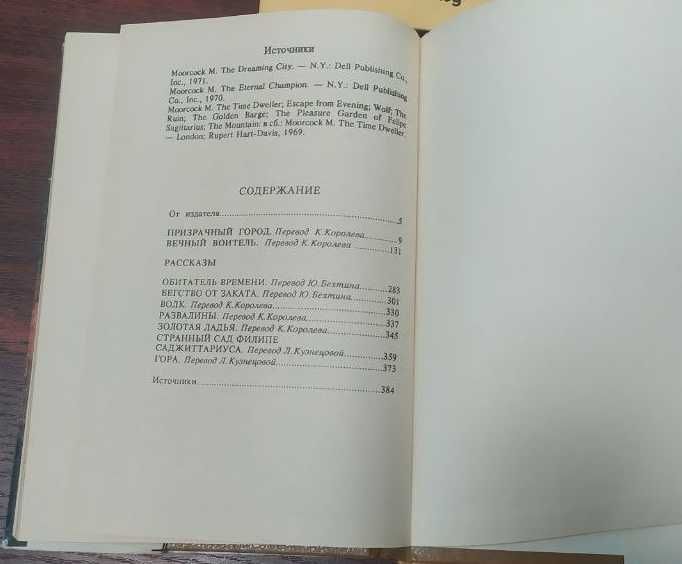 Источники
Moorcock M. The Dreaming City. — N.Y.: Dell Publishing Co.,
Inc., 1971.
Moorcock M. The Eternal Champion. — N.Y.: Dell Publishing
Co., Inc., 1970.
Moorcock M. The Time Dweller; Escape from Evening; Wolf; The
Ruin; The Golden Barge; The Pleasure Garden of Felipe
Sagittarius; The Mountain: в сб.: Moorcock M. The Time Dweller.
— London; Rupert Hart-Davis, 1969.
СОДЕРЖАНИЕ
От издателя....5
ПРИЗРАЧНЫЙ ГОРОД. Перевод К.Королева....9
ВЕЧНЫЙ ВОИТЕЛЬ. Перевод К.Королева....131
РАССКАЗЫ
ОБИТАТЕЛЬ ВРЕМЕНИ. Перевод Ю.Бехтина....283
БЕГСТВО ОТ ЗАКАТА. Перевод Ю.Бехтина....301
ВОЛК. Перевод К.Королева....330
РАЗВАЛИНЫ. Перевод К.Королева....337
ЗОЛОТАЯ ЛАДЬЯ. Перевод К.Королева....345
СТРАННЫЙ САД ФИЛИПЕ
САДЖИТТАРИУСА. Перевод Л.Кузнецовой....359
ГОРА. Перевод Л.Кузнецовой....373
Источники....384